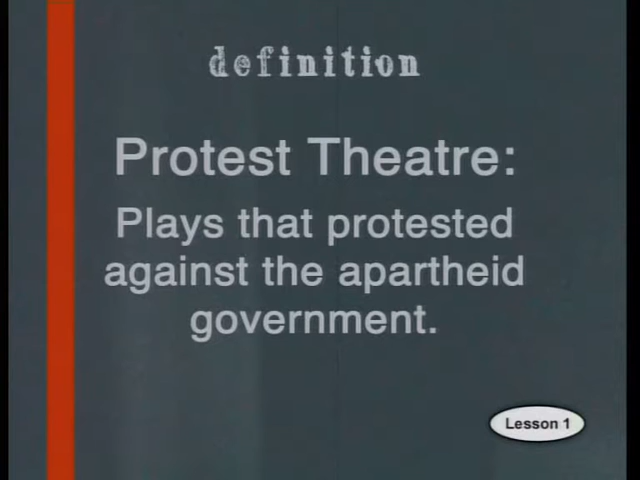 definition
Protest Theatre:
Plays that protested
against the apartheid
government.
Lesson 1